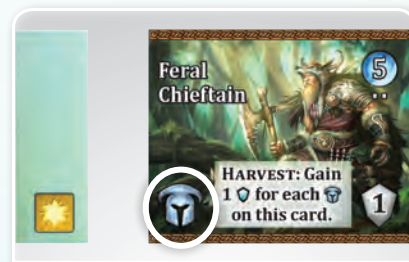 Feral
Chieftain
5
HARVEST: Gain
1 for each
on this card.
1